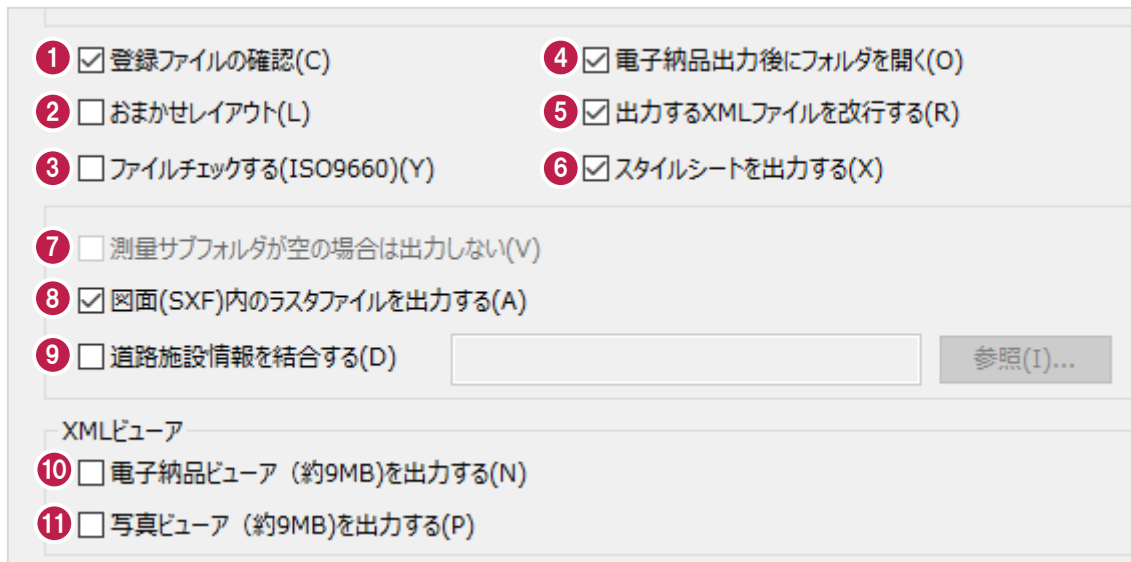 1 登録ファイルの確認(C)
4 電子納品出力後にフォルダを開く(O)
2 おまかせレイアウト(L)
5 出力するXMLファイルを改行する(R)
3 ファイルチェックする(ISO9660)(Y)
6 スタイルシートを出力する(X)
7 測量サブフォルダが空の場合は出力しない(V)
8 図面(SXF)内のラスタファイルを出力する(A)
9 道路施設情報を結合する(D) 参照(I)...
XMLビューア
10 電子納品ビューア（約9MB)を出力する(N)
11 写真ビューア（約9MB)を出力する(P)